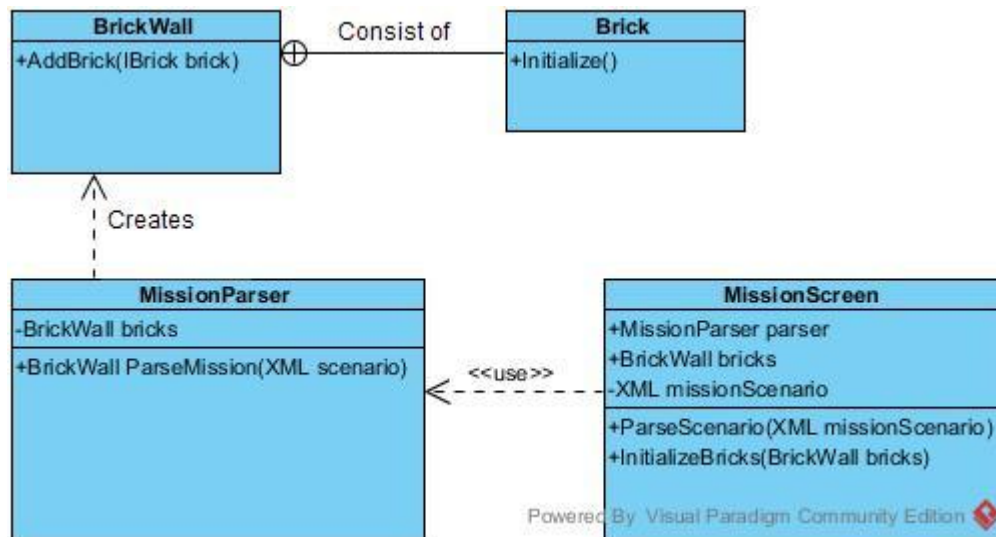 BrickWall
+AddBrick(IBrick brick)
Consist of
Brick
+Initialize()
Creates
MissionParser
-BrickWall bricks
+BrickWall ParseMission(XML scenario)
<<use>>
MissionScreen
+MissionParser parser
+BrickWall bricks
-XML missionScenario
+ParseScenario(XML missionScenario)
+InitializeBricks(BrickWall bricks)
Powered By Visual Paradigm Community Edition